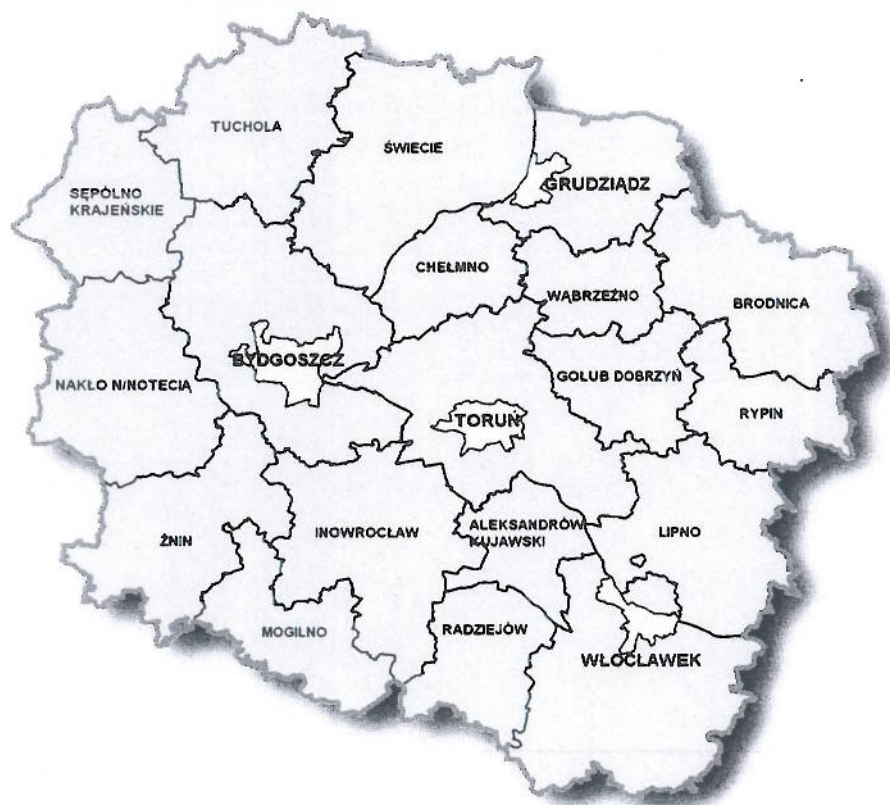 TUCHOLA
ŚWIECIE
GRUDZIĄDZ
SĘPÓLNO
KRAJEŃSKIE
CHEŁMNO
WĄBRZEŹNO
BRODNICA
BYDGOSZCZ
NAKŁO N/NOTECIĄ
GOLUB DOBRZYŃ
RYPIN
TORUŃ
ŻNIN
INOWROCŁAW
ALEKSANDRÓW
KUJAWSKI
LIPNO
MOGILNO
RADZIEJÓW
WŁOCŁAWEK